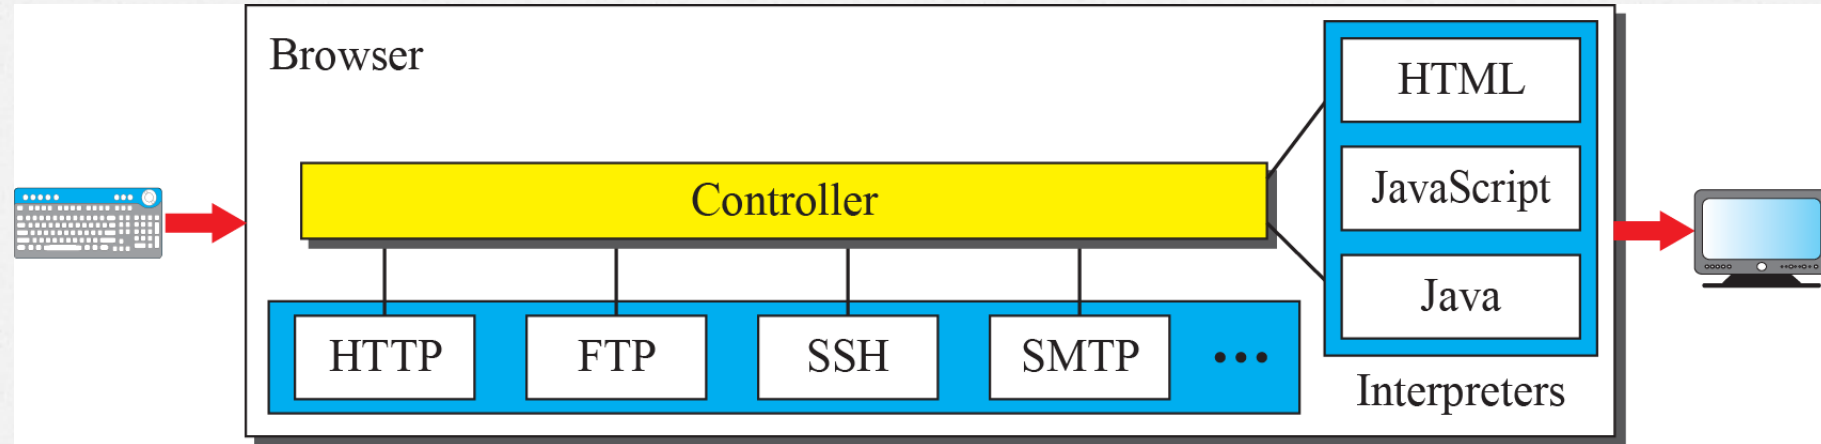 Browser
Controller
HTTP
FTP
SSH
SMTP
•••
HTML
JavaScript
Java
Interpreters